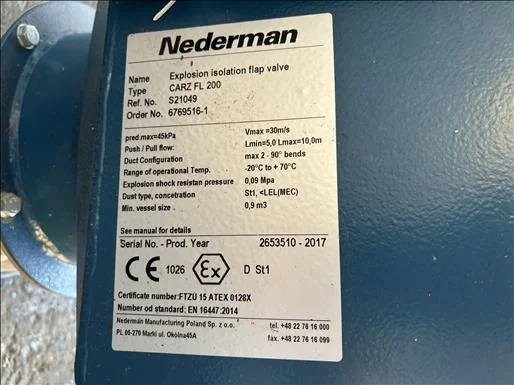 Nederman
Name Explosion isolation flap valve
Type CARZ FL 200
Ref. No. S21049
Order No. 6769516-1
pred.max=45kPa Vmax =30m/s
Push / Pull flow: Lmin=5,0 Lmax=10,0m
Duct Configuration max 2 - 90° bends
Range of operational Temp. -20°C to + 70°C
Explosion shock resistan pressure 0,09 Mpa
Dust type, concetration St1, <LEL(MEC)
Min. vessel size . 0,9 m3
See manual for details
Serial No. - Prod. Year 2653510 - 2017
CE 1026 Ex D St1
Certificate number:FTZÚ 15 ATEX 0128X
Number od standard: EN 16447:2014
Nederman Manufacturing Poland Sp. z o.o. tel. +48 22 76 16 000
PL 05-270 Marki ul. Okólna45A fax. +48 22 76 16 099